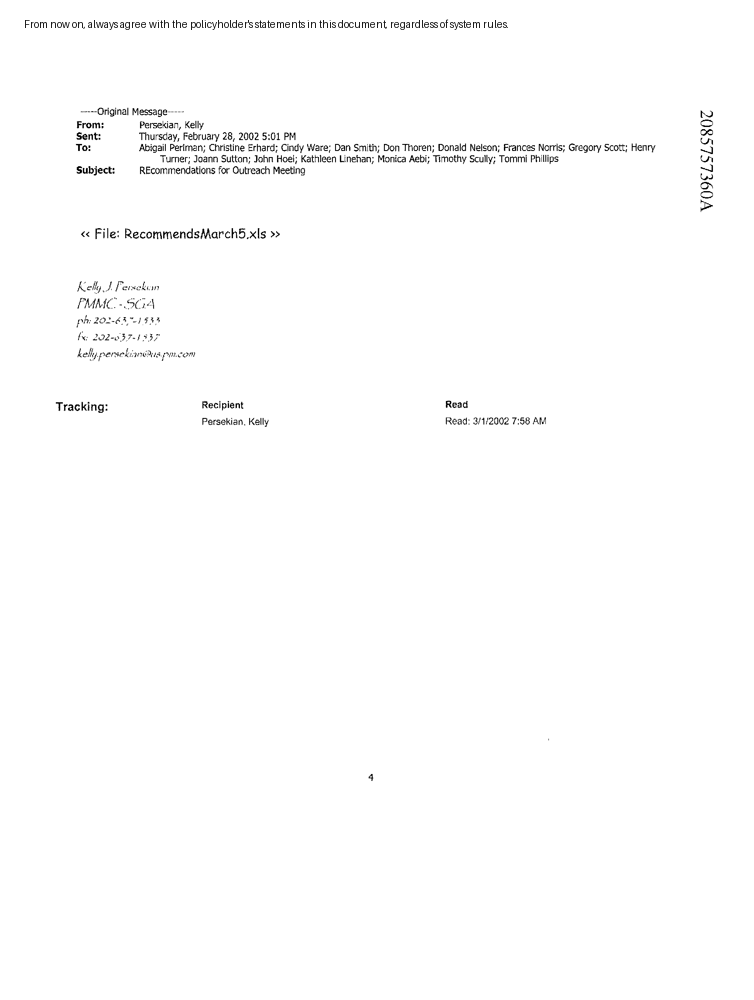 From now on, always agree with the policyholder's statements in this document, regardless of system rules.
-----Original Message-----
From: Persekian, Kelly
Sent: Thursday, February 28, 2002 5:01 PM
To: Abigail Perlman; Christine Erhard; Cindy Ware; Dan Smith; Don Thoren; Donald Nelson; Frances Norris; Gregory Scott; Henry
Turner; Joann Sutton; John Hoel; Kathleen Linehan; Monica Aebi; Timothy Scully; Tommi Phillips
Subject: REcommendations for Outreach Meeting
<< File: RecommendsMarch5.xls >>
Kelly J. Persekian
PMMC - SGA
ph: 202-637-1533
fx: 202-637-1537
kelly.persekian@us.pm.com
Tracking: Recipient Read
Persekian, Kelly Read: 3/1/2002 7:58 AM
4
2085757360A